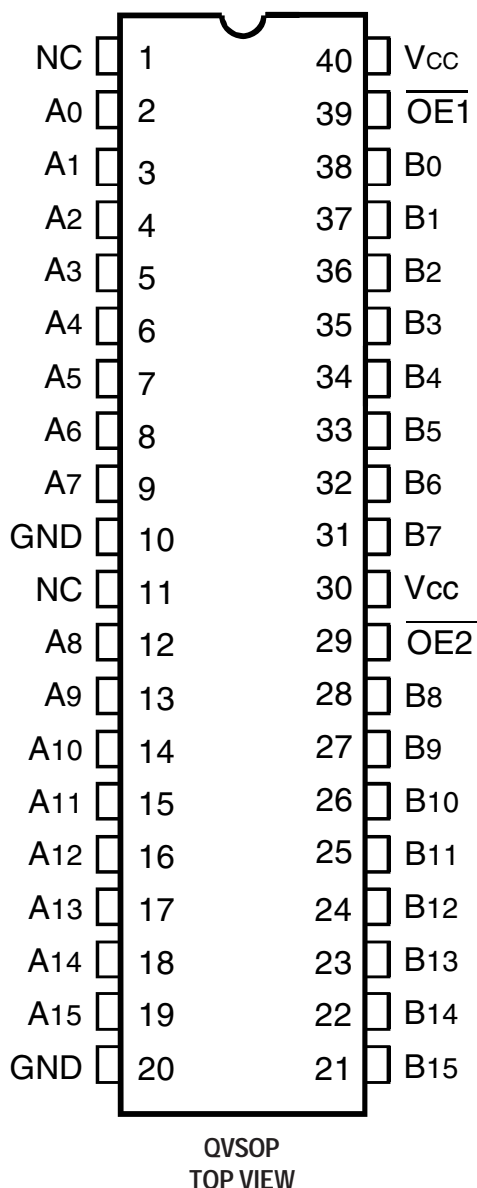 NC 1 40 VCC
A0 2 39 O̅E̅1̅
A1 3 38 B0
A2 4 37 B1
A3 5 36 B2
A4 6 35 B3
A5 7 34 B4
A6 8 33 B5
A7 9 32 B6
GND 10 31 B7
NC 11 30 Vcc
A8 12 29 O̅E̅2̅
A9 13 28 B8
A10 14 27 B9
A11 15 26 B10
A12 16 25 B11
A13 17 24 B12
A14 18 23 B13
A15 19 22 B14
GND 20 21 B15
QVSOP
TOP VIEW